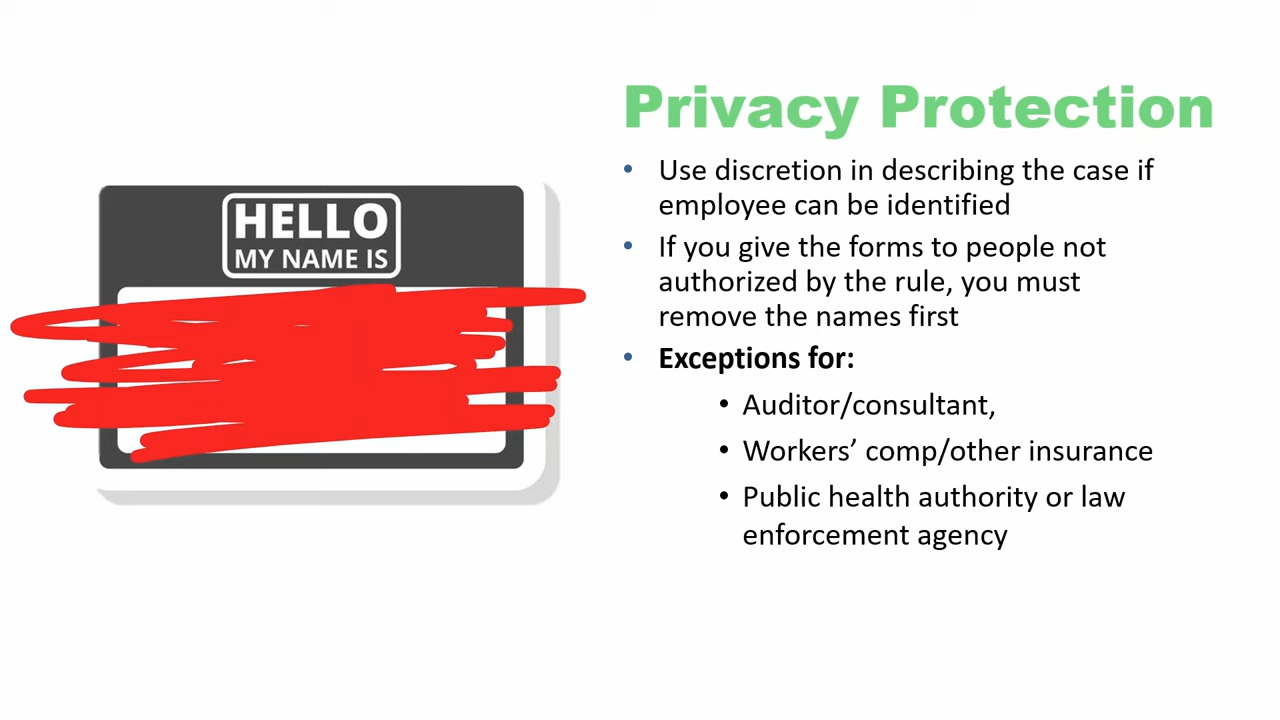 HELLO
MY NAME IS
Privacy Protection
• Use discretion in describing the case if
employee can be identified
• If you give the forms to people not
authorized by the rule, you must
remove the names first
• Exceptions for:
• Auditor/consultant,
• Workers’ comp/other insurance
• Public health authority or law
enforcement agency